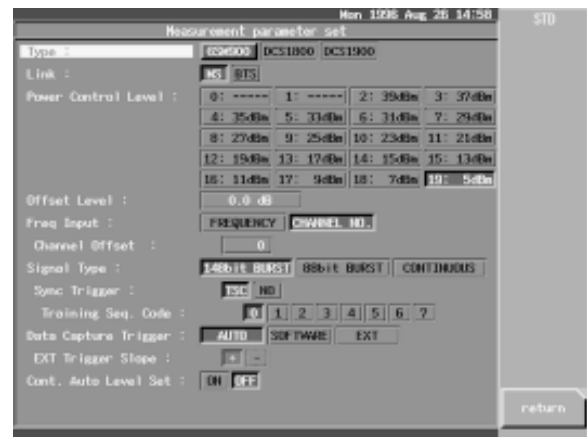 Mon 1996 Aug 26 14:58
STD
Measurement parameter set
Type : GSM900 DCS1800 DCS1900
Link : MS BTS
Power Control Level : 0: ----- 1: ----- 2: 39dBm 3: 37dBm
4: 35dBm 5: 33dBm 6: 31dBm 7: 29dBm
8: 27dBm 9: 25dBm 10: 23dBm 11: 21dBm
12: 19dBm 13: 17dBm 14: 15dBm 15: 13dBm
16: 11dBm 17: 9dBm 18: 7dBm 19: 5dBm
Offset Level : 0.0 dB
Freq Input : FREQUENCY CHANNEL NO.
Channel Offset : 0
Signal Type : 148bit BURST 88bit BURST CONTINUOUS
Sync Trigger : TSC NO
Training Seq. Code : 0 1 2 3 4 5 6 7
Data Capture Trigger : AUTO SOFTWARE EXT
EXT Trigger Slope : + -
Cont. Auto Level Set : ON OFF
return